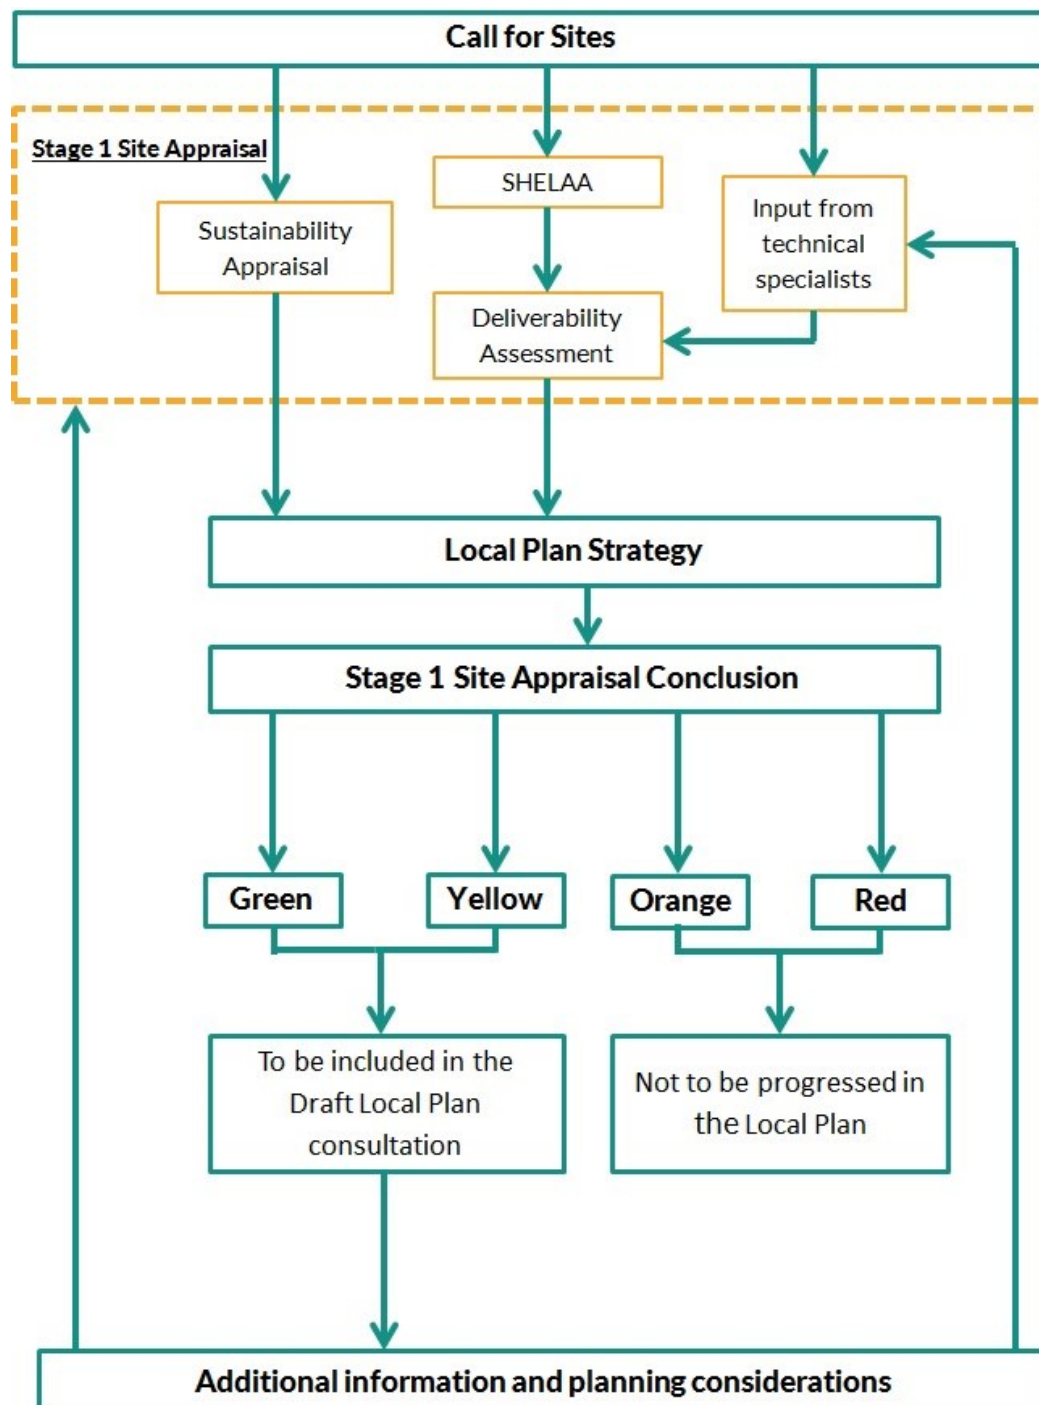 Call for Sites
Stage 1 Site Appraisal
SHELAA
Input from
technical
specialists
Sustainability
Appraisal
Deliverability
Assessment
Local Plan Strategy
Stage 1 Site Appraisal Conclusion
Green
Yellow
Orange
Red
To be included in the
Draft Local Plan
consultation
Not to be progressed in
the Local Plan
Additional information and planning considerations